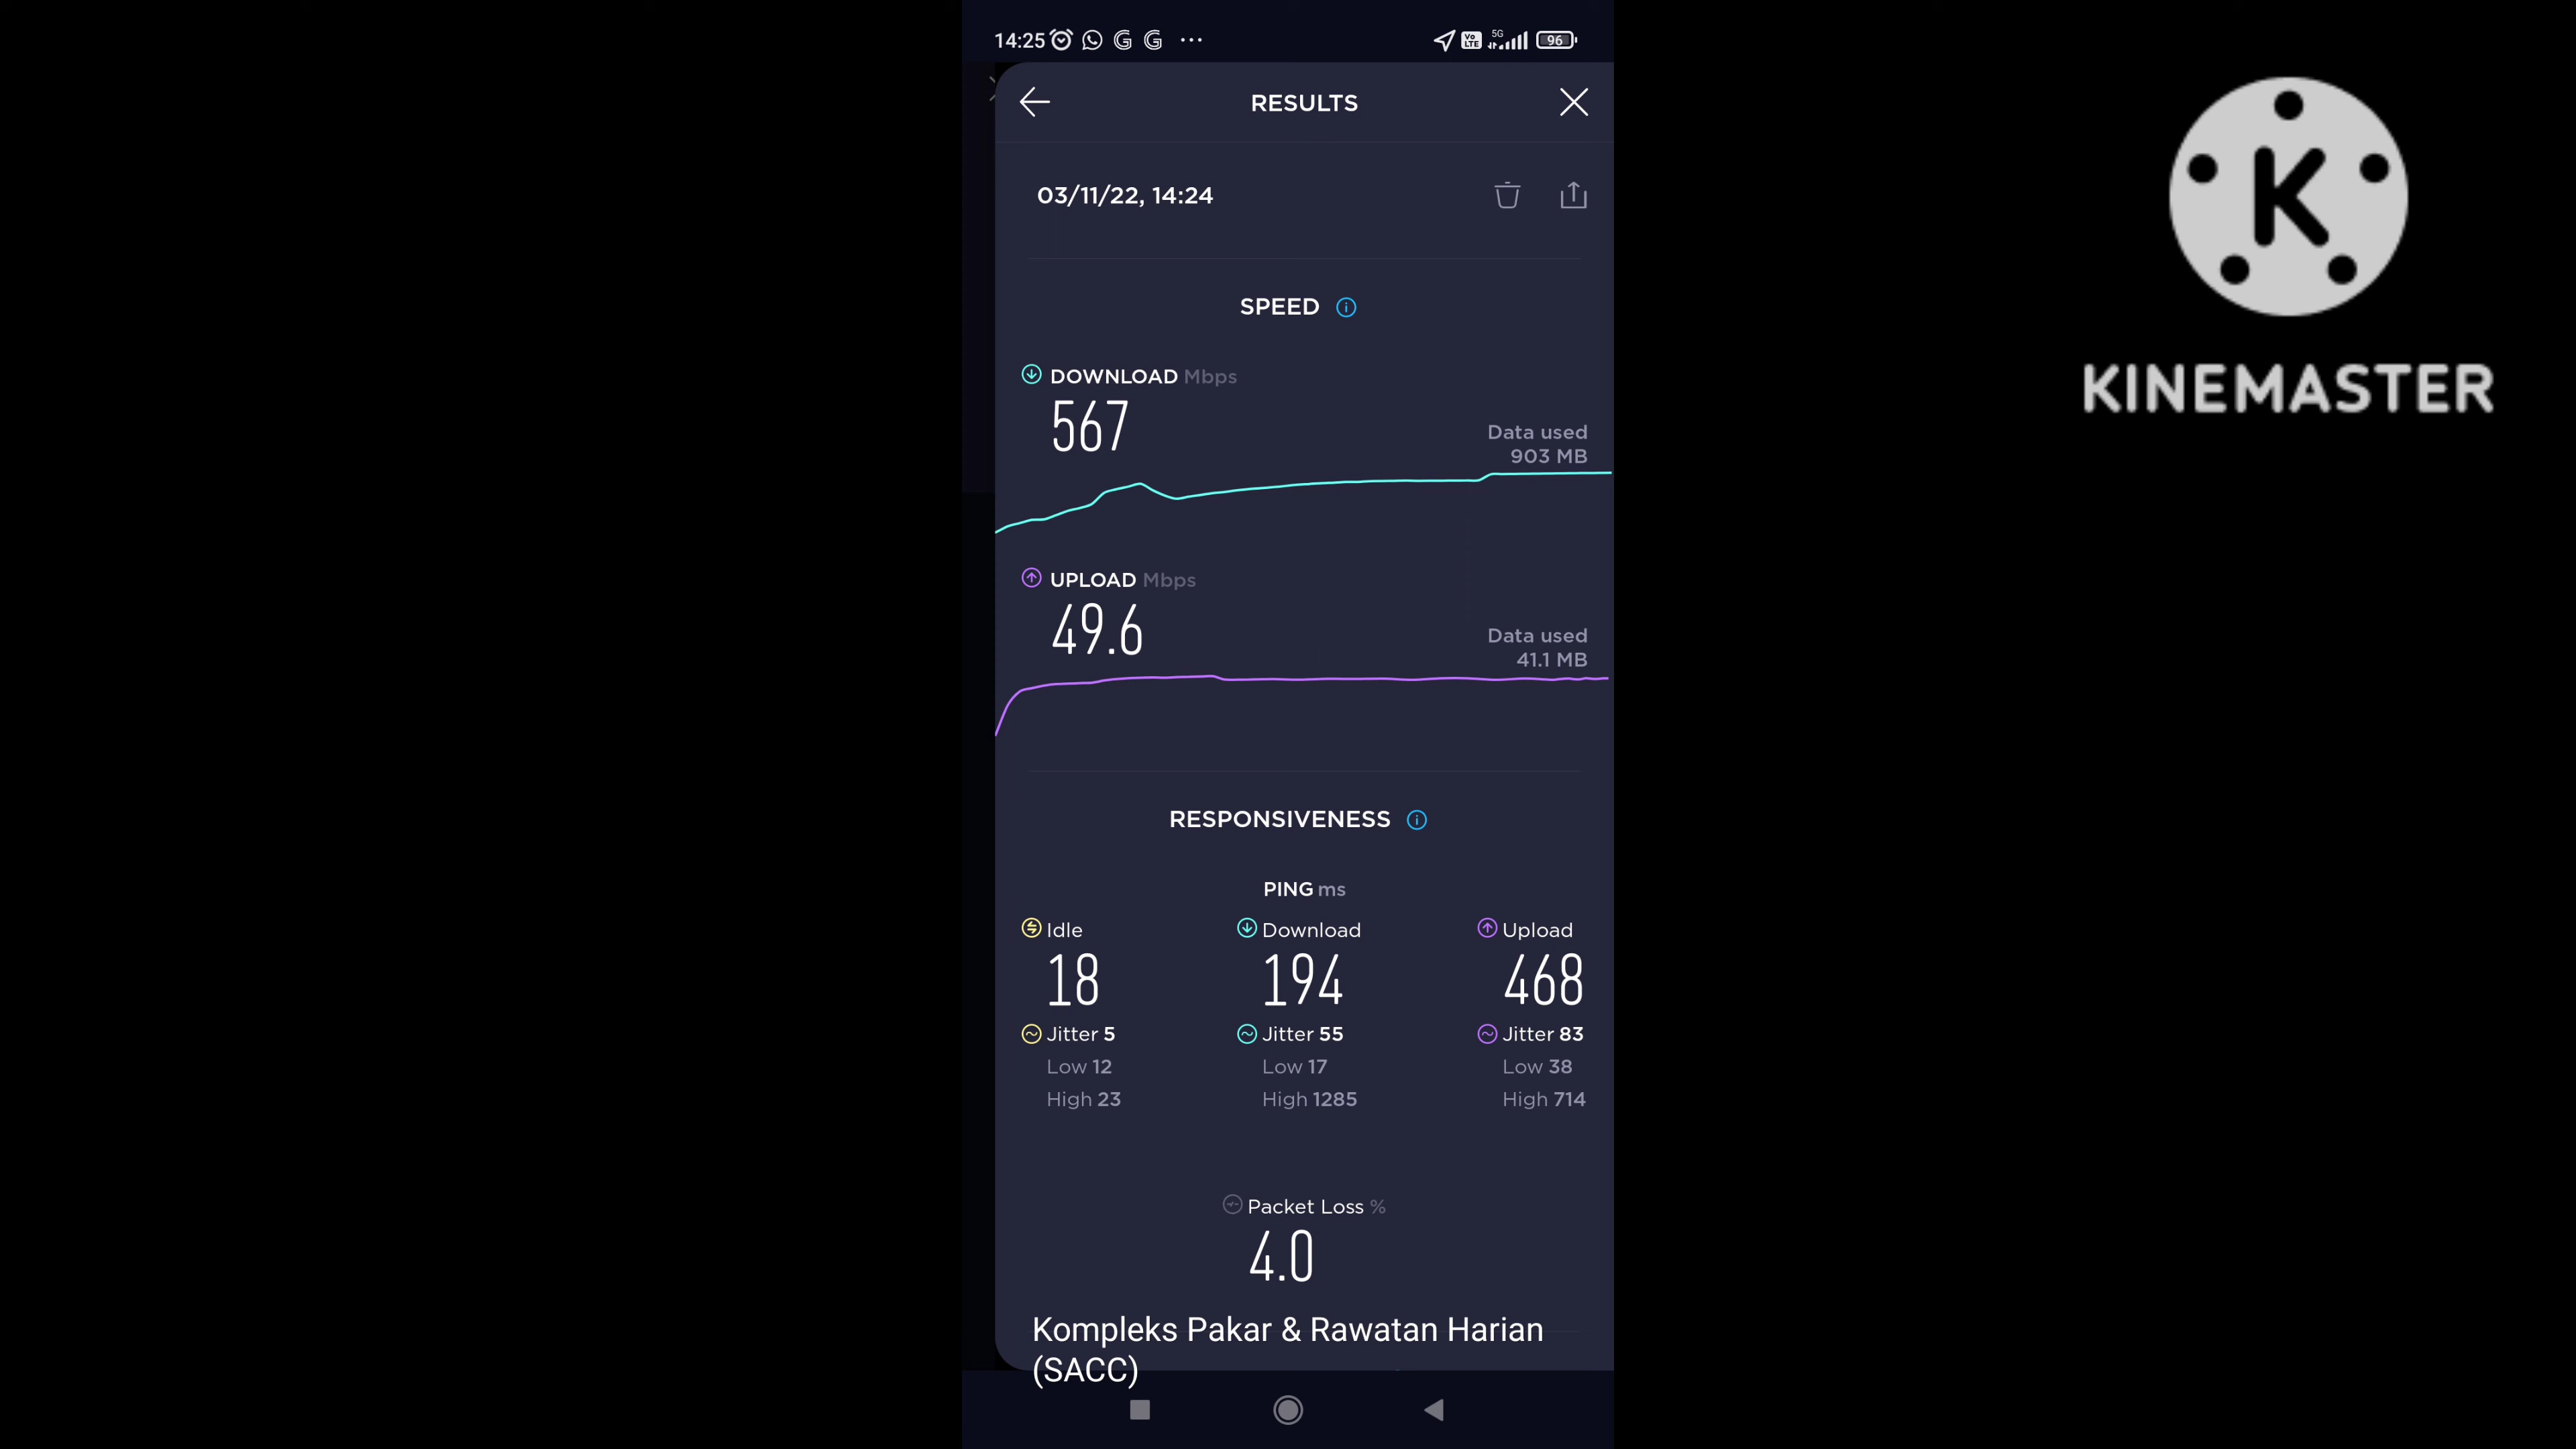 14:25
Vo LTE
5G
96
RESULTS
03/11/22, 14:24
SPEED
DOWNLOAD Mbps
567
Data used
903 MB
UPLOAD Mbps
49.6
Data used
41.1 MB
RESPONSIVENESS
PING ms
Idle Download Upload
18 194 468
Jitter 5 Jitter 55 Jitter 83
Low 12 Low 17 Low 38
High 23 High 1285 High 714
Packet Loss %
4.0
Kompleks Pakar & Rawatan Harian
(SACC)
K
KINEMASTER